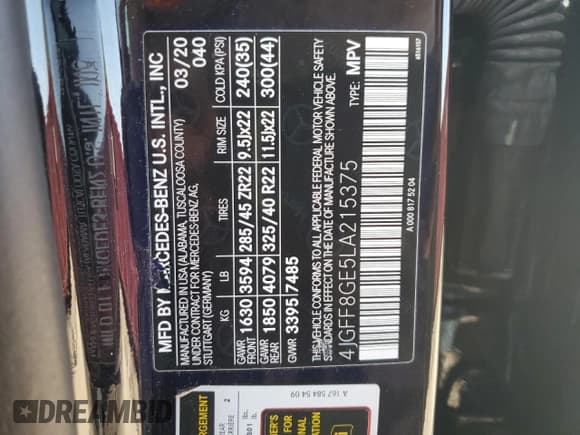 MFD BY MERCEDES-BENZ U.S. INTL., INC
MANUFACTURED IN USA (ALABAMA, TUSCALOOSA COUNTY)
UNDER CONTRACT FOR MERCEDES-BENZ AG,
STUTTGART (GERMANY)
03/20
040
KG LB TIRES RIM SIZE COLD KPA (PSI)
GAWR FRONT 1630 3594 285/45 ZR22 9.5Jx22 240(35)
GAWR REAR 1850 4079 325/40 R22 11.5Jx22 300(44)
GVWR 3395 7485
THIS VEHICLE CONFORMS TO ALL APPLICABLE FEDERAL MOTOR VEHICLE SAFETY
STANDARDS IN EFFECT ON THE DATE OF MANUFACTURE SHOWN ABOVE.
4JGFF8GE5LA215375 TYPE: MPV
A 000 817 52 04
A 167 584 54 09
2
FOR
DREAMBID